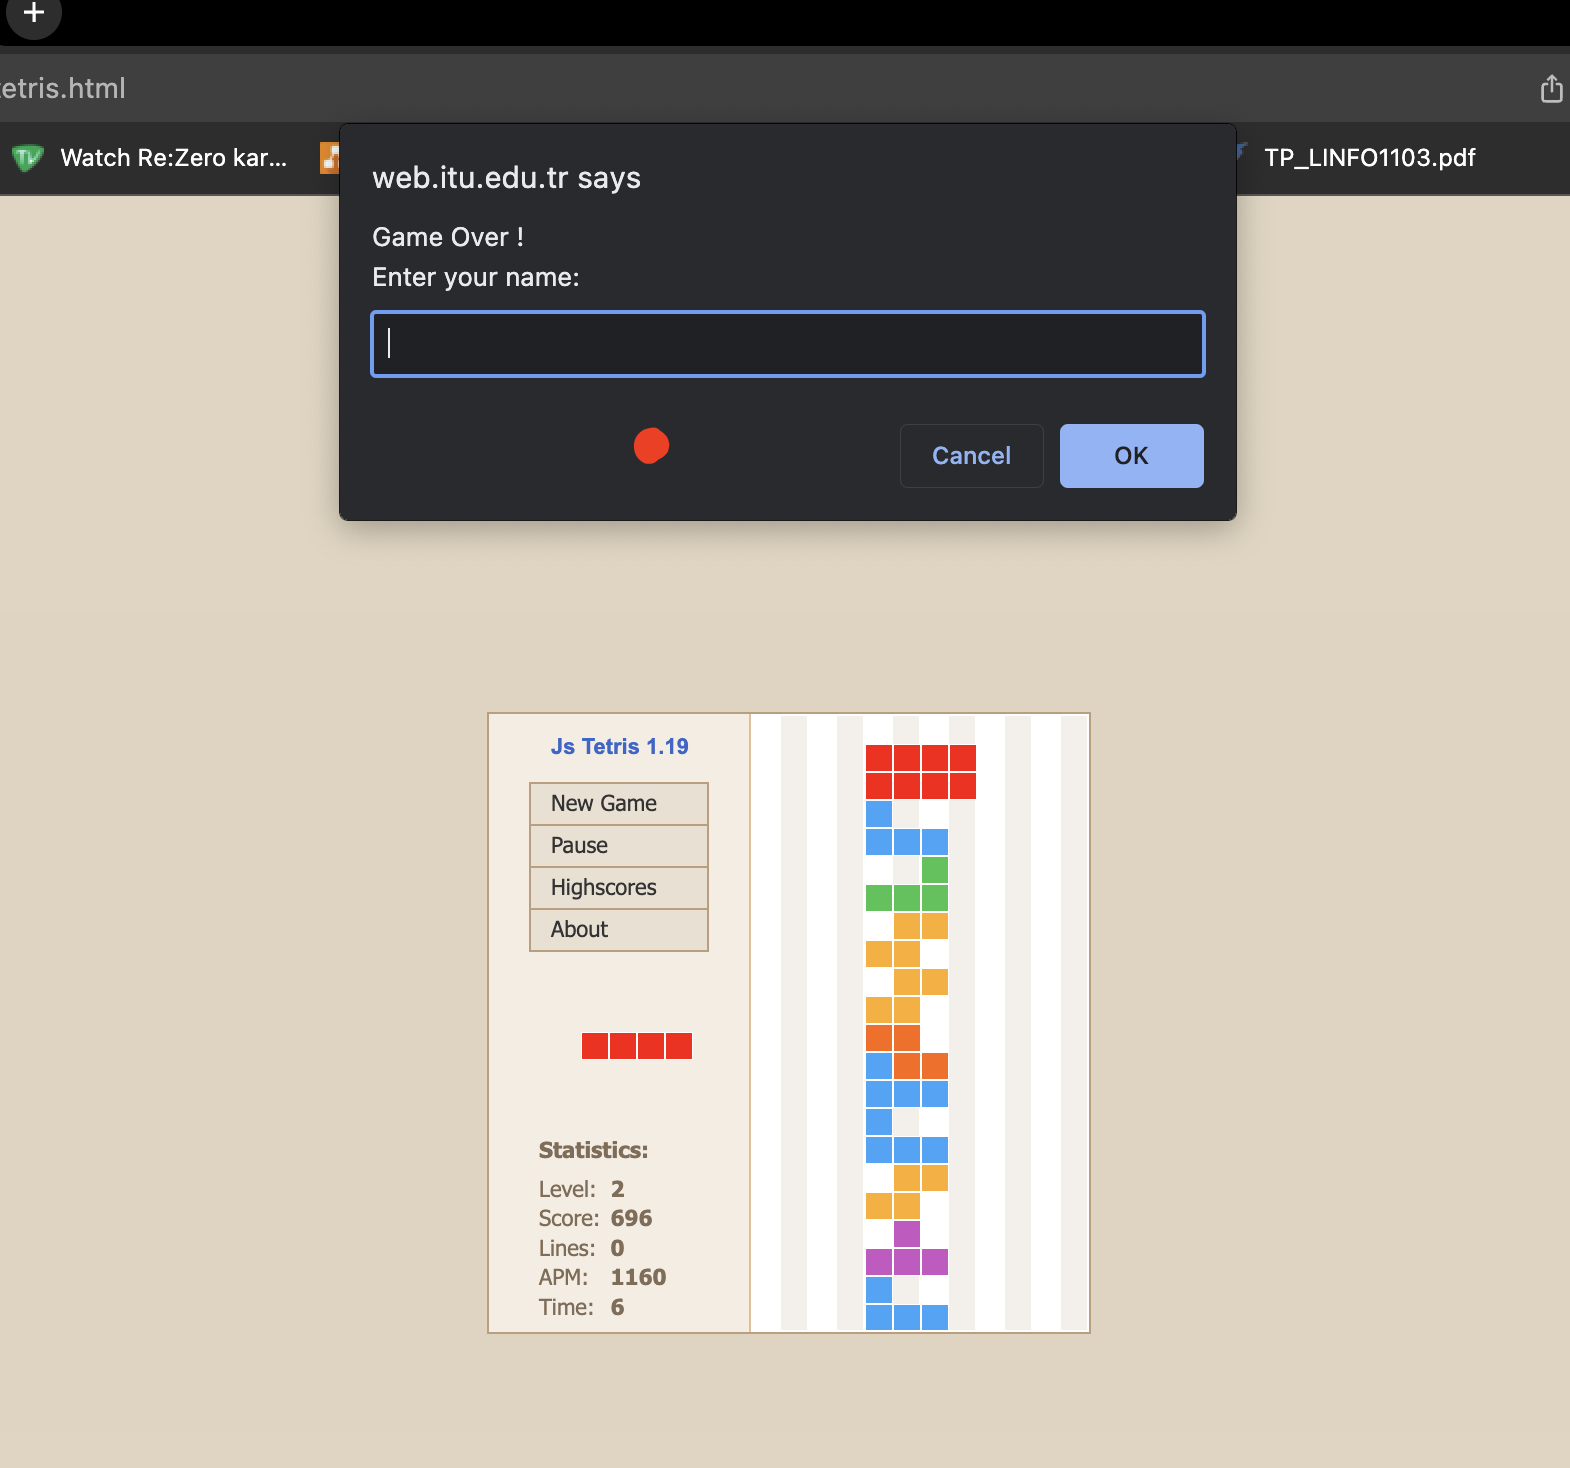 etris.html
Watch Re:Zero kar...
TP_LINFO1103.pdf
web.itu.edu.tr says
Game Over !
Enter your name:
Cancel
OK
Js Tetris 1.19
New Game
Pause
Highscores
About
Statistics:
Level: 2
Score: 696
Lines: 0
APM: 1160
Time: 6